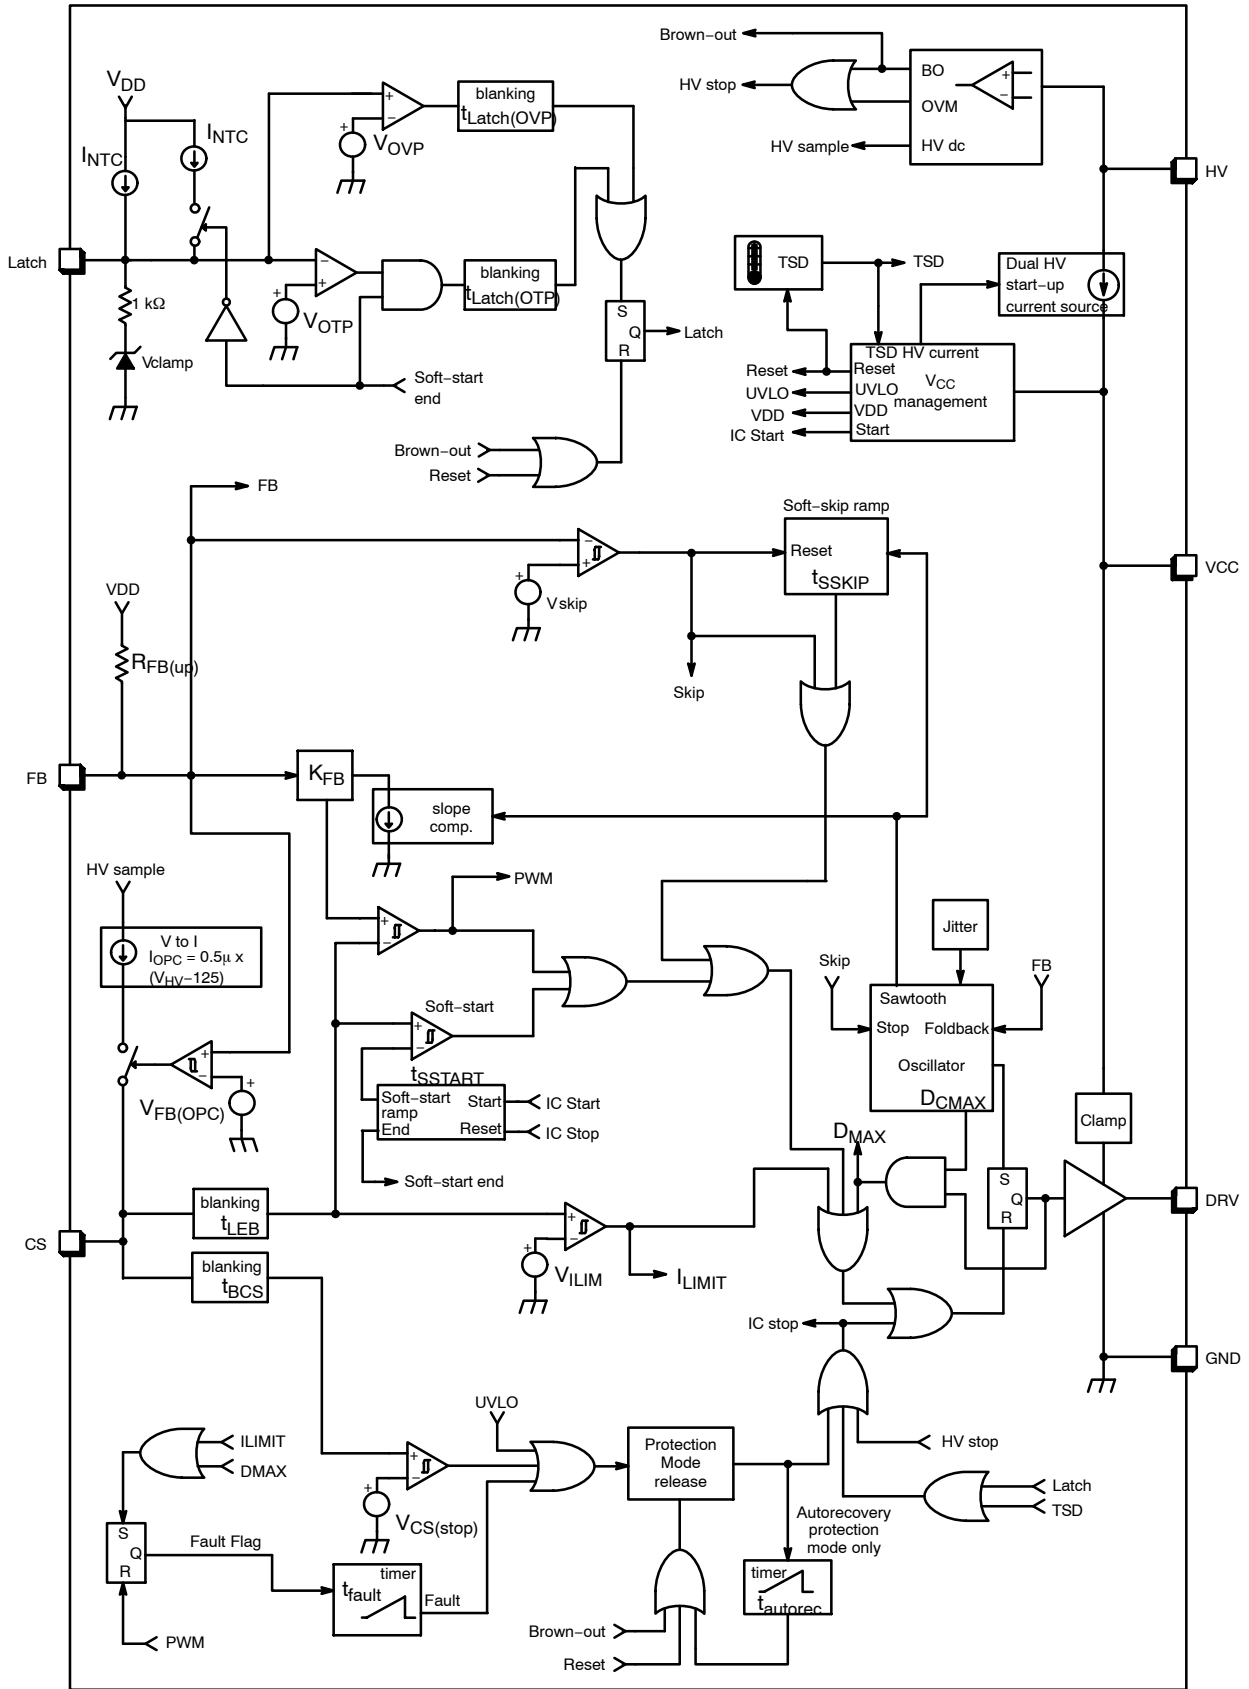 Brown−out
BO
HV stop
OVM
HV sample
HV dc
+
−
HV
VDD
INTC
INTC
+
−
+
VOVP
blanking
tLatch(OVP)
Latch
1 kΩ
Vclamp
−
+
+
VOTP
blanking
tLatch(OTP)
S
Q
R
Latch
Soft−start
end
Brown−out
Reset
TSD
TSD
Dual HV
start−up
current source
TSD HV current
Reset
Reset
UVLO
UVLO
VCC
management
VDD
VDD
IC Start
Start
FB
Soft−skip ramp
−
+
Reset
tSSKIP
+
Vskip
VCC
VDD
RFB(up)
Skip
FB
KFB
slope
comp.
HV sample
PWM
V to I
IOPC = 0.5μ x
(VHV−125)
+
−
Jitter
Skip
FB
Soft−start
+
−
Sawtooth
Stop
Foldback
Oscillator
DCMAX
+
−
+
VFB(OPC)
tSSTART
Soft−start
ramp
Start
IC Start
End
Reset
IC Stop
Soft−start end
DMAX
Clamp
blanking
tLEB
+
−
+
VILIM
ILIMIT
S
Q
R
DRV
CS
blanking
tBCS
IC stop
GND
UVLO
ILIMIT
DMAX
+
−
+
VCS(stop)
Protection
Mode
release
HV stop
Latch
TSD
Autorecovery
protection
mode only
S
Q
R
Fault Flag
timer
tfault
Fault
timer
tautorec
PWM
Brown−out
Reset